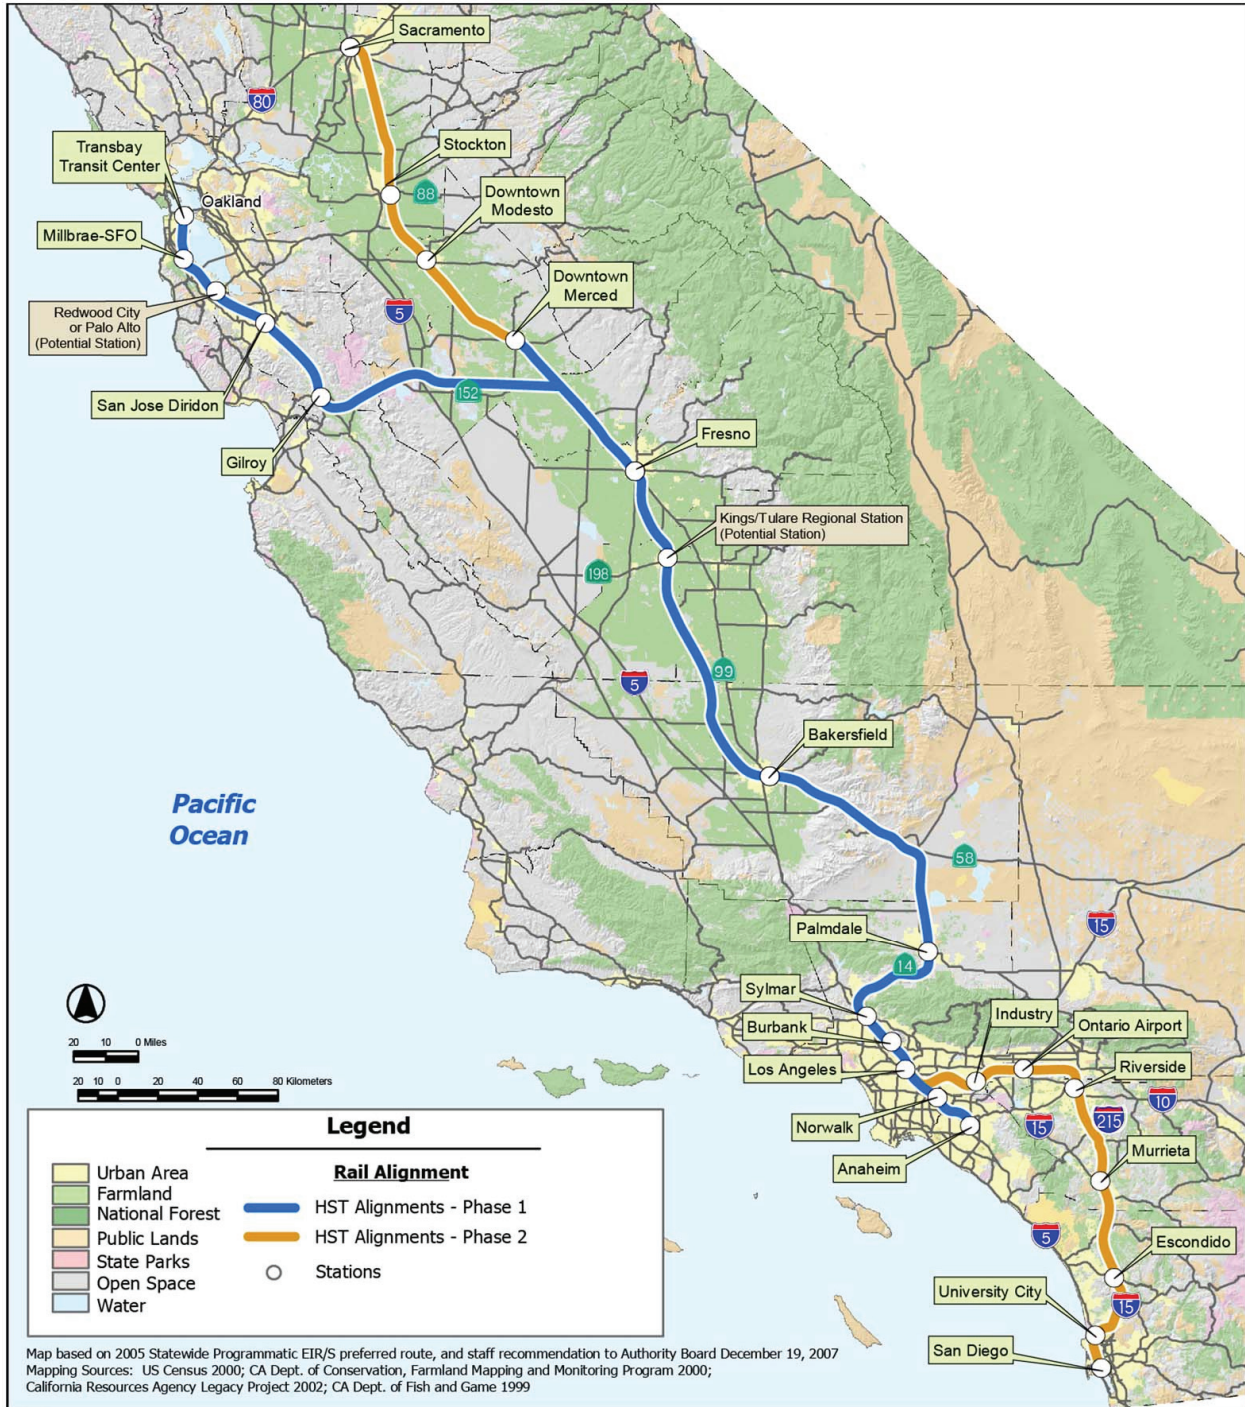 Sacramento
80
Transbay
Transit Center
Stockton
Oakland
88
Downtown
Modesto
Millbrae-SFO
Downtown
Merced
Redwood City
or Palo Alto
(Potential Station)
5
152
San Jose Diridon
Fresno
Gilroy
Kings/Tulare Regional Station
(Potential Station)
198
99
5
Bakersfield
Pacific
Ocean
58
15
Palmdale
14
Sylmar
Industry
Burbank
Ontario Airport
Los Angeles
Riverside
10
Norwalk
15
215
Anaheim
Murrieta
5
Escondido
University City
15
San Diego
20 10 0 Miles
20 10 0 20 40 60 80 Kilometers
Legend
Urban Area
Farmland
National Forest
Public Lands
State Parks
Open Space
Water
Rail Alignment
HST Alignments - Phase 1
HST Alignments - Phase 2
Stations
Map based on 2005 Statewide Programmatic EIR/S preferred route, and staff recommendation to Authority Board December 19, 2007
Mapping Sources: US Census 2000; CA Dept. of Conservation, Farmland Mapping and Monitoring Program 2000;
California Resources Agency Legacy Project 2002; CA Dept. of Fish and Game 1999